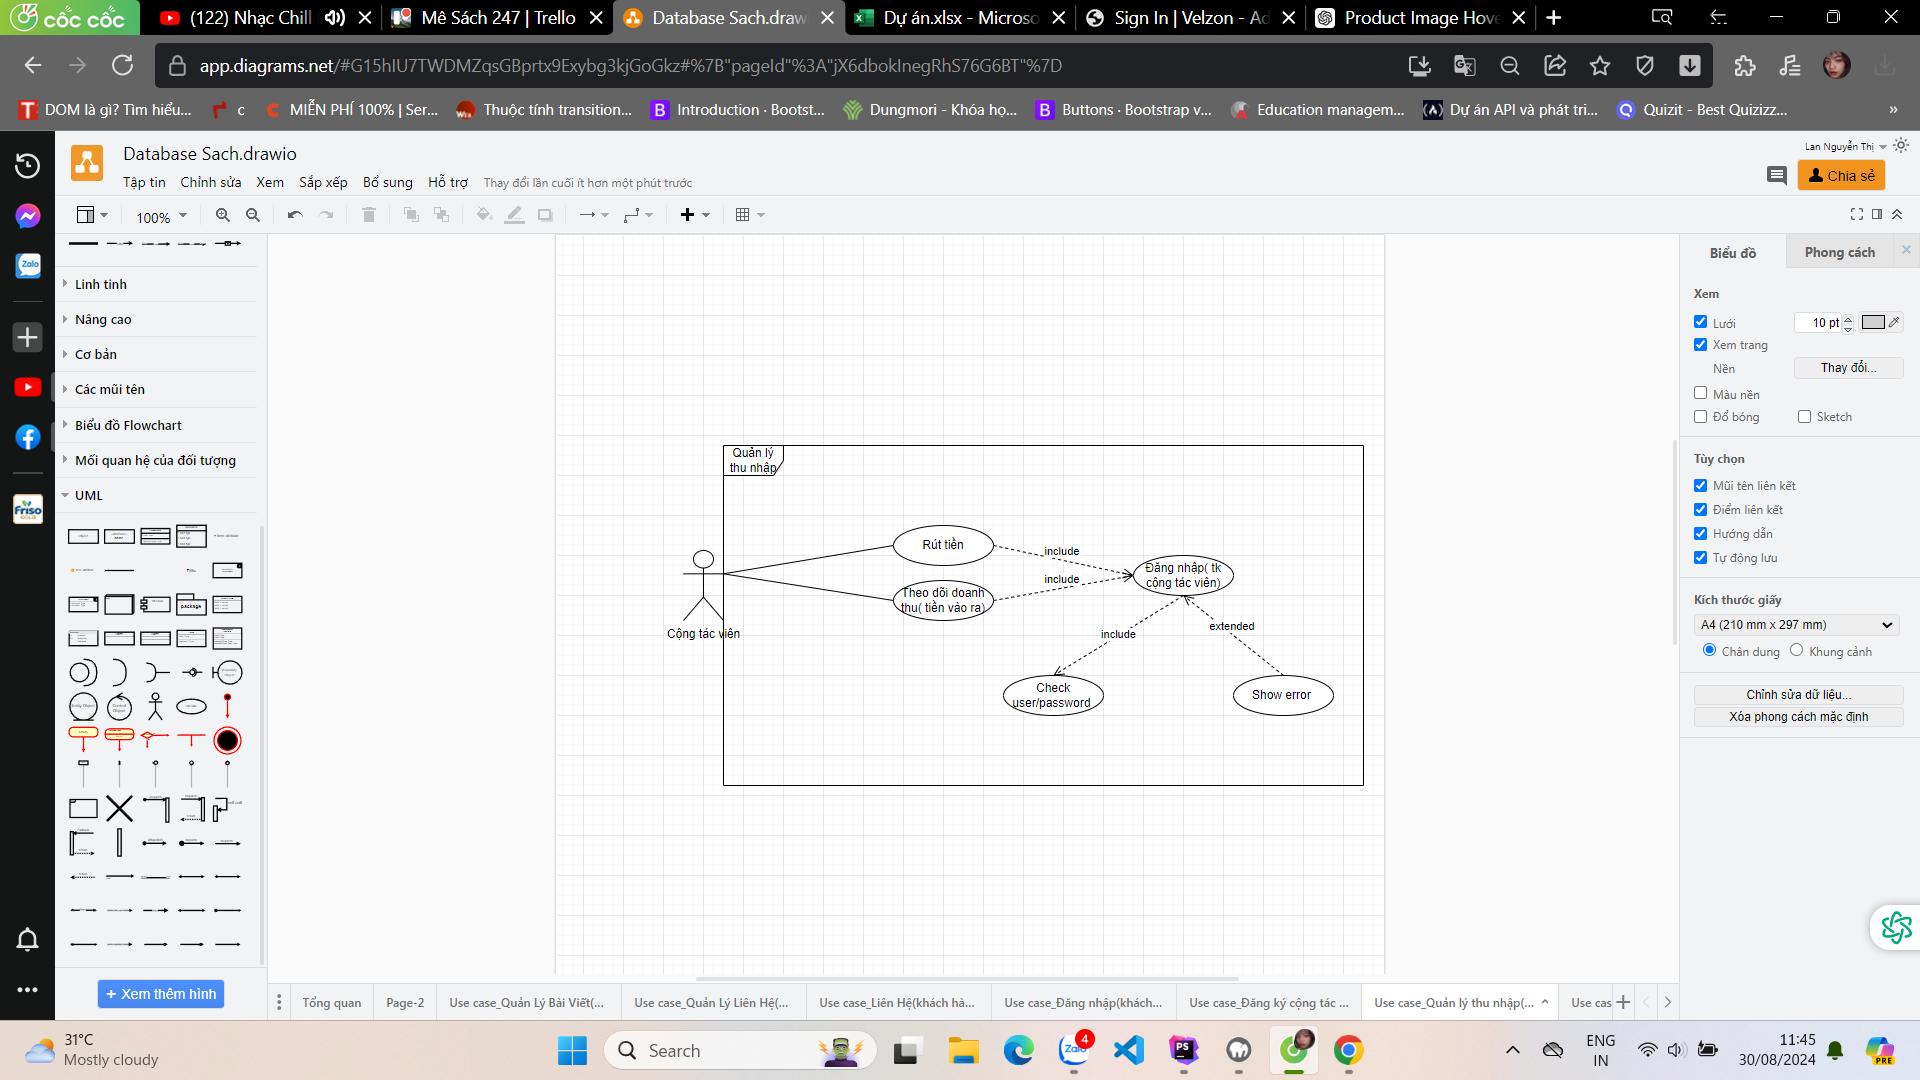 cốc cốc
(122) Nhạc Chill
Mê Sách 247 | Trello
Database Sach.draw
Dự án.xlsx - Microso
Sign In | Velzon - Ad
Product Image Hove
app.diagrams.net/#G15hIU7TWDMZqsGBprtx9Exybg3kjGoGkz#%7B"pageId"%3A"jX6dbokInegRhS76G6BT"%7D
DOM là gì? Tìm hiểu...
c
MIỄN PHÍ 100% | Ser...
Thuộc tính transition...
Introduction · Bootst...
Dungmori - Khóa họ...
Buttons · Bootstrap v...
Education managem...
Dự án API và phát tri...
Quizit - Best Quizizz...
Database Sach.drawio
Lan Nguyễn Thị
Tập tin
Chỉnh sửa
Xem
Sắp xếp
Bổ sung
Hỗ trợ
Thay đổi lần cuối ít hơn một phút trước
Chia sẻ
100%
Zalo
Friso
GOLD
Linh tinh
Nâng cao
Cơ bản
Các mũi tên
Biểu đồ Flowchart
Mối quan hệ của đối tượng
UML
package
+ Xem thêm hình
Quản lý
thu nhập
Rút tiền
include
Đăng nhập( tk
cộng tác viên)
include
Theo dõi doanh
thu( tiền vào ra)
Cộng tác viên
include
extended
Check
user/password
Show error
Biểu đồ
Phong cách
Xem
Lưới
10 pt
Xem trang
Nền
Thay đổi...
Màu nền
Đổ bóng
Sketch
Tùy chọn
Mũi tên liên kết
Điểm liên kết
Hướng dẫn
Tự động lưu
Kích thước giấy
A4 (210 mm x 297 mm)
Chân dung
Khung cảnh
Chỉnh sửa dữ liệu...
Xóa phong cách mặc định
Tổng quan
Page-2
Use case_Quản Lý Bài Viết(...
Use case_Quản Lý Liên Hệ(...
Use case_Liên Hệ(khách hà...
Use case_Đăng nhập(khách...
Use case_Đăng ký cộng tác ...
Use case_Quản lý thu nhập(...
Use cas
31°C
Mostly cloudy
Search
Zalo
4
PS
ENG
IN
11:45
30/08/2024
PRE